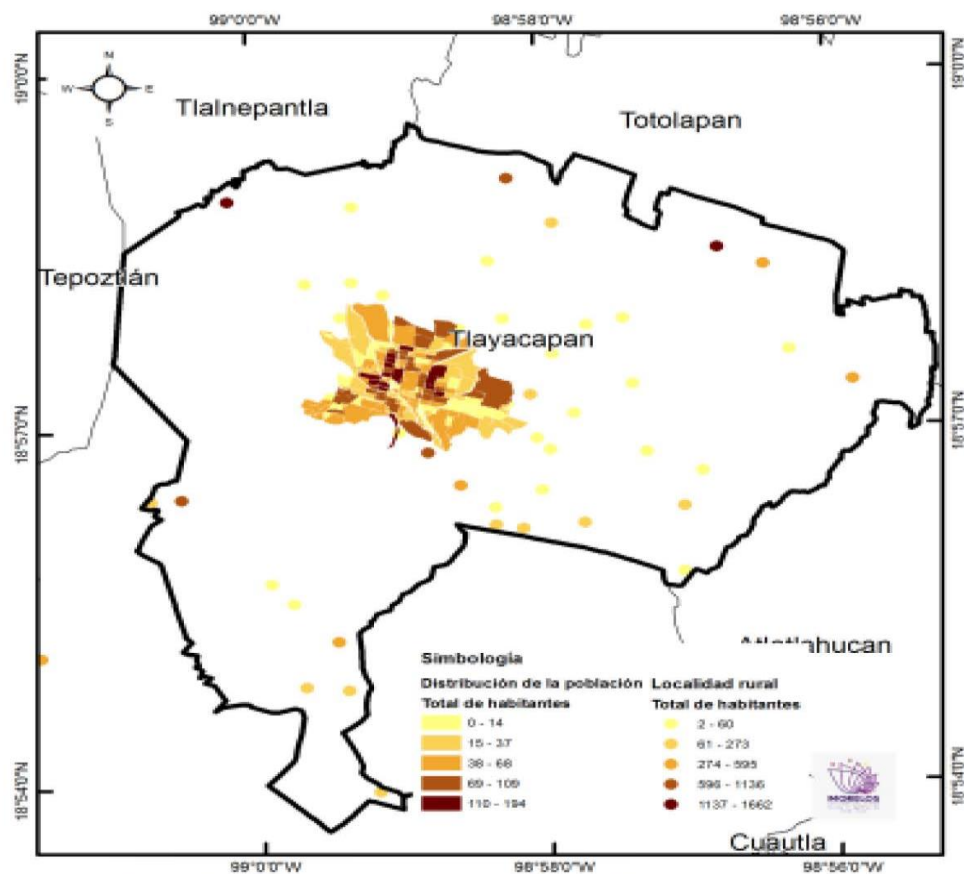 99°0'0"W 98°58'0"W 98°56'0"W
19°0'0"N 19°0'0"N
N
W E
S
Tlalnepantla
Totolapan
Tepoztlán
Tlayacapan
18°57'0"N 18°57'0"N
Atlatlahucan
Simbología
Distribución de la población
Total de habitantes
0 - 14
15 - 37
38 - 68
69 - 109
110 - 194
Localidad rural
Total de habitantes
2 - 60
61 - 273
274 - 595
596 - 1136
1137 - 1662
MORELOS
18°54'0"N 18°54'0"N
Cuautla
99°0'0"W 98°58'0"W 98°56'0"W